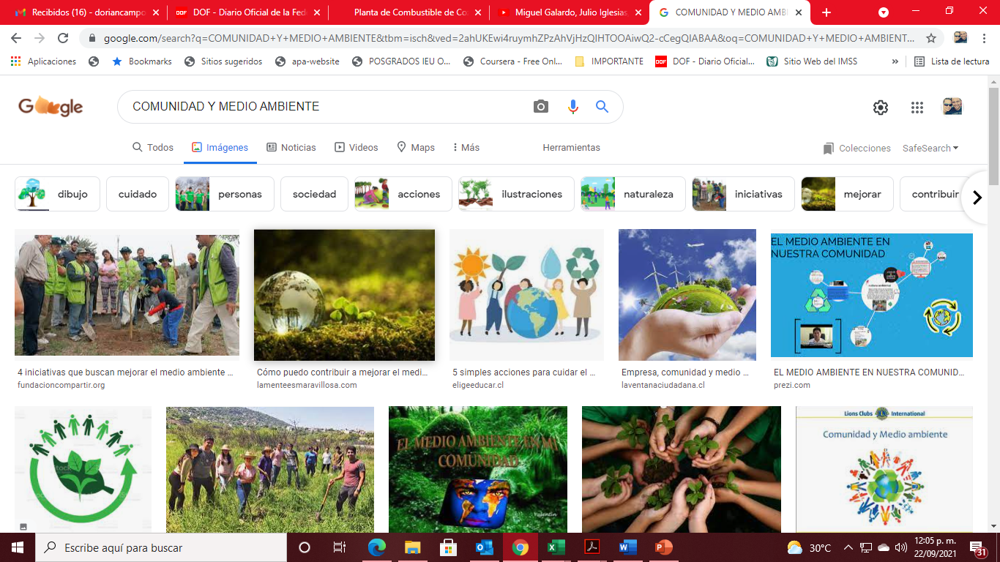 Recibidos (16) - doriancampo
DOF - Diario Oficial de la Fed
Planta de Combustible de Co
Miguel Galardo, Julio Iglesias
COMUNIDAD Y MEDIO AMBI
google.com/search?q=COMUNIDAD+Y+MEDIO+AMBIENTE&tbm=isch&ved=2ahUKEwi4ruymhZPzAhVjHzQIHTOOAiwQ2-cCegQIABAA&oq=COMUNIDAD+Y+MEDIO+AMBIENT...
Aplicaciones
Bookmarks
Sitios sugeridos
apa-website
POSGRADOS IEU O...
Coursera - Free Onl...
IMPORTANTE
DOF - Diario Oficial...
Sitio Web del IMSS
»
Lista de lectura
Google
COMUNIDAD Y MEDIO AMBIENTE
Todos
Imágenes
Noticias
Videos
Maps
Más
Herramientas
Colecciones
SafeSearch
dibujo
cuidado
personas
sociedad
acciones
ilustraciones
naturaleza
iniciativas
mejorar
contribuir
EL MEDIO AMBIENTE EN
NUESTRA COMUNIDAD
4 iniciativas que buscan mejorar el medio ambiente ...
fundacioncompartir.org
Cómo puedo contribuir a mejorar el medi...
lamenteesmaravillosa.com
5 simples acciones para cuidar el ...
eligeeducar.cl
Empresa, comunidad y medio ...
laventanaciudadana.cl
EL MEDIO AMBIENTE EN NUESTRA COMUNID...
prezi.com
EL MEDIO AMBIENTE EN MI
COMUNIDAD
Valentin
Lions Clubs International
Comunidad y Medio ambiente
Escribe aquí para buscar
30°C
12:05 p. m.
22/09/2021
31